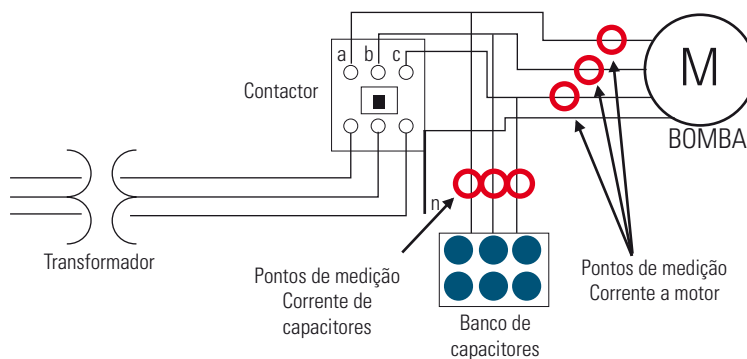 a b c
Contactor
M
BOMBA
n
Transformador
Pontos de medição
Corrente de
capacitores
Banco de
capacitores
Pontos de medição
Corrente a motor